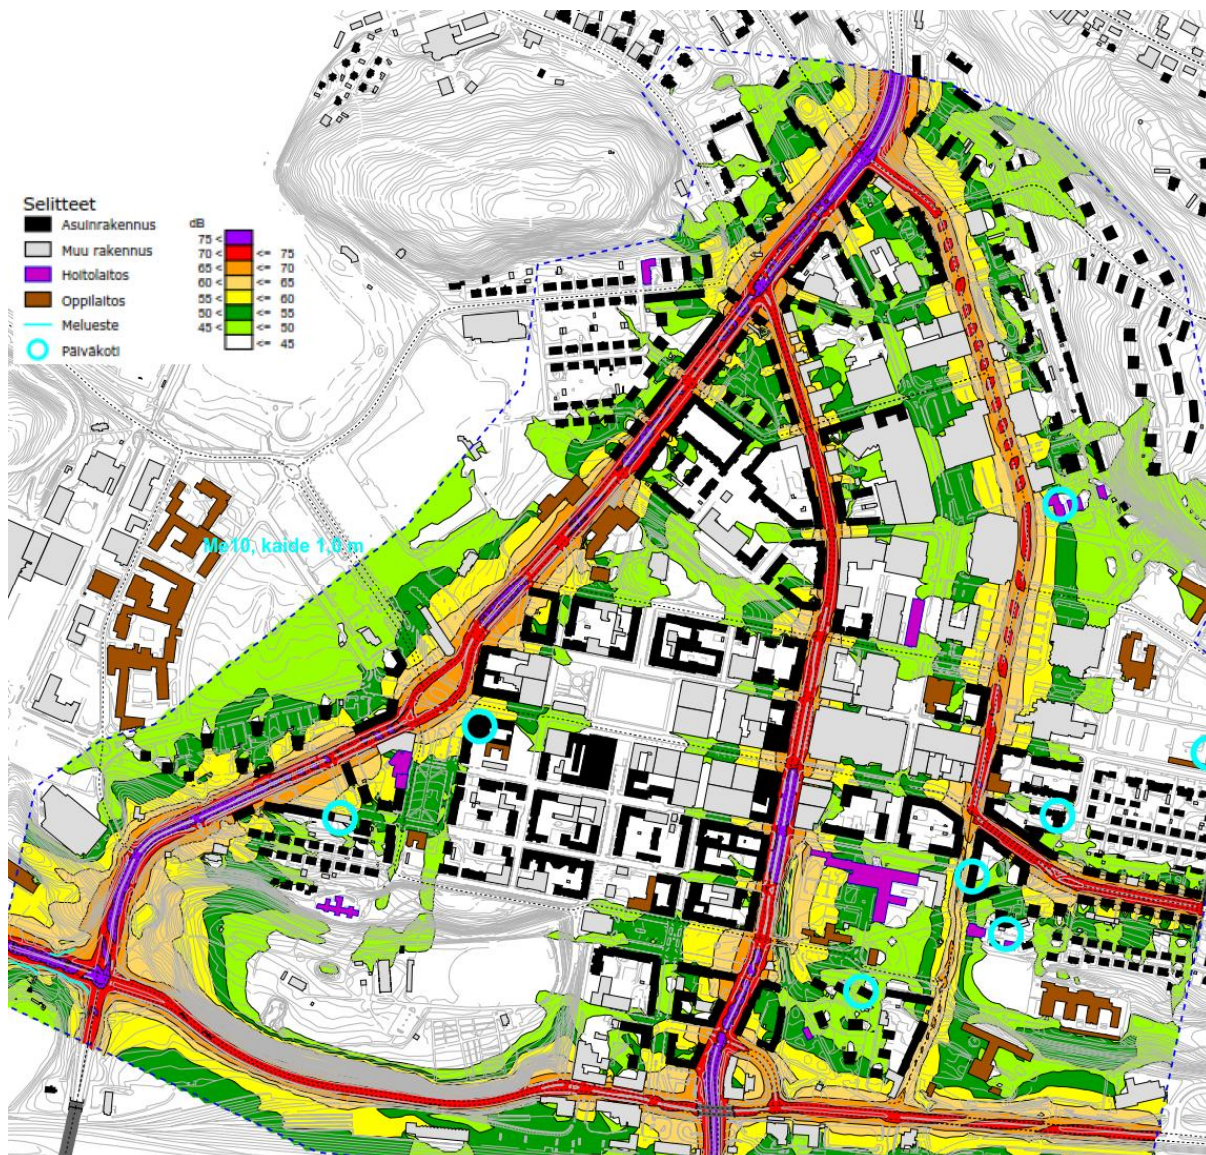 Selitteet
Asuinrakennus
Muu rakennus
Hoitolaitos
Oppilaitos
Melueste
Päiväkoti
dB
75 <
70 < <= 75
65 < <= 70
60 < <= 65
55 < <= 60
50 < <= 55
45 < <= 50
<= 45
Me10, kaide 1,0 m